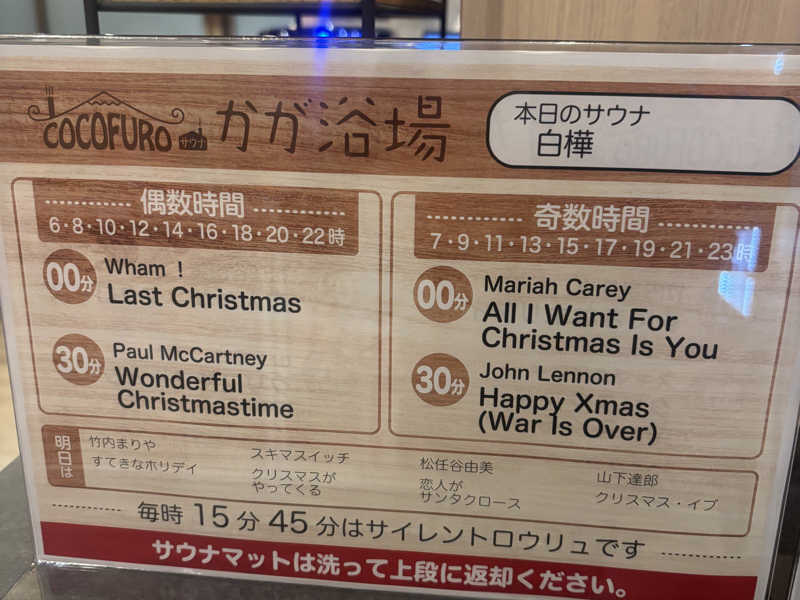 COCOFURO サウナ かが浴場
本日のサウナ
白樺
偶数時間
6・8・10・12・14・16・18・20・22時
00分
Wham !
Last Christmas
30分
Paul McCartney
Wonderful
Christmastime
奇数時間
7・9・11・13・15・17・19・21・23時
00分
Mariah Carey
All I Want For
Christmas Is You
30分
John Lennon
Happy Xmas
(War Is Over)
明日は
竹内まりや
すてきなホリデイ
スキマスイッチ
クリスマスが
やってくる
松任谷由美
恋人が
サンタクロース
山下達郎
クリスマス・イブ
毎時 15分 45分はサイレントロウリュです
サウナマットは洗って上段に返却ください。